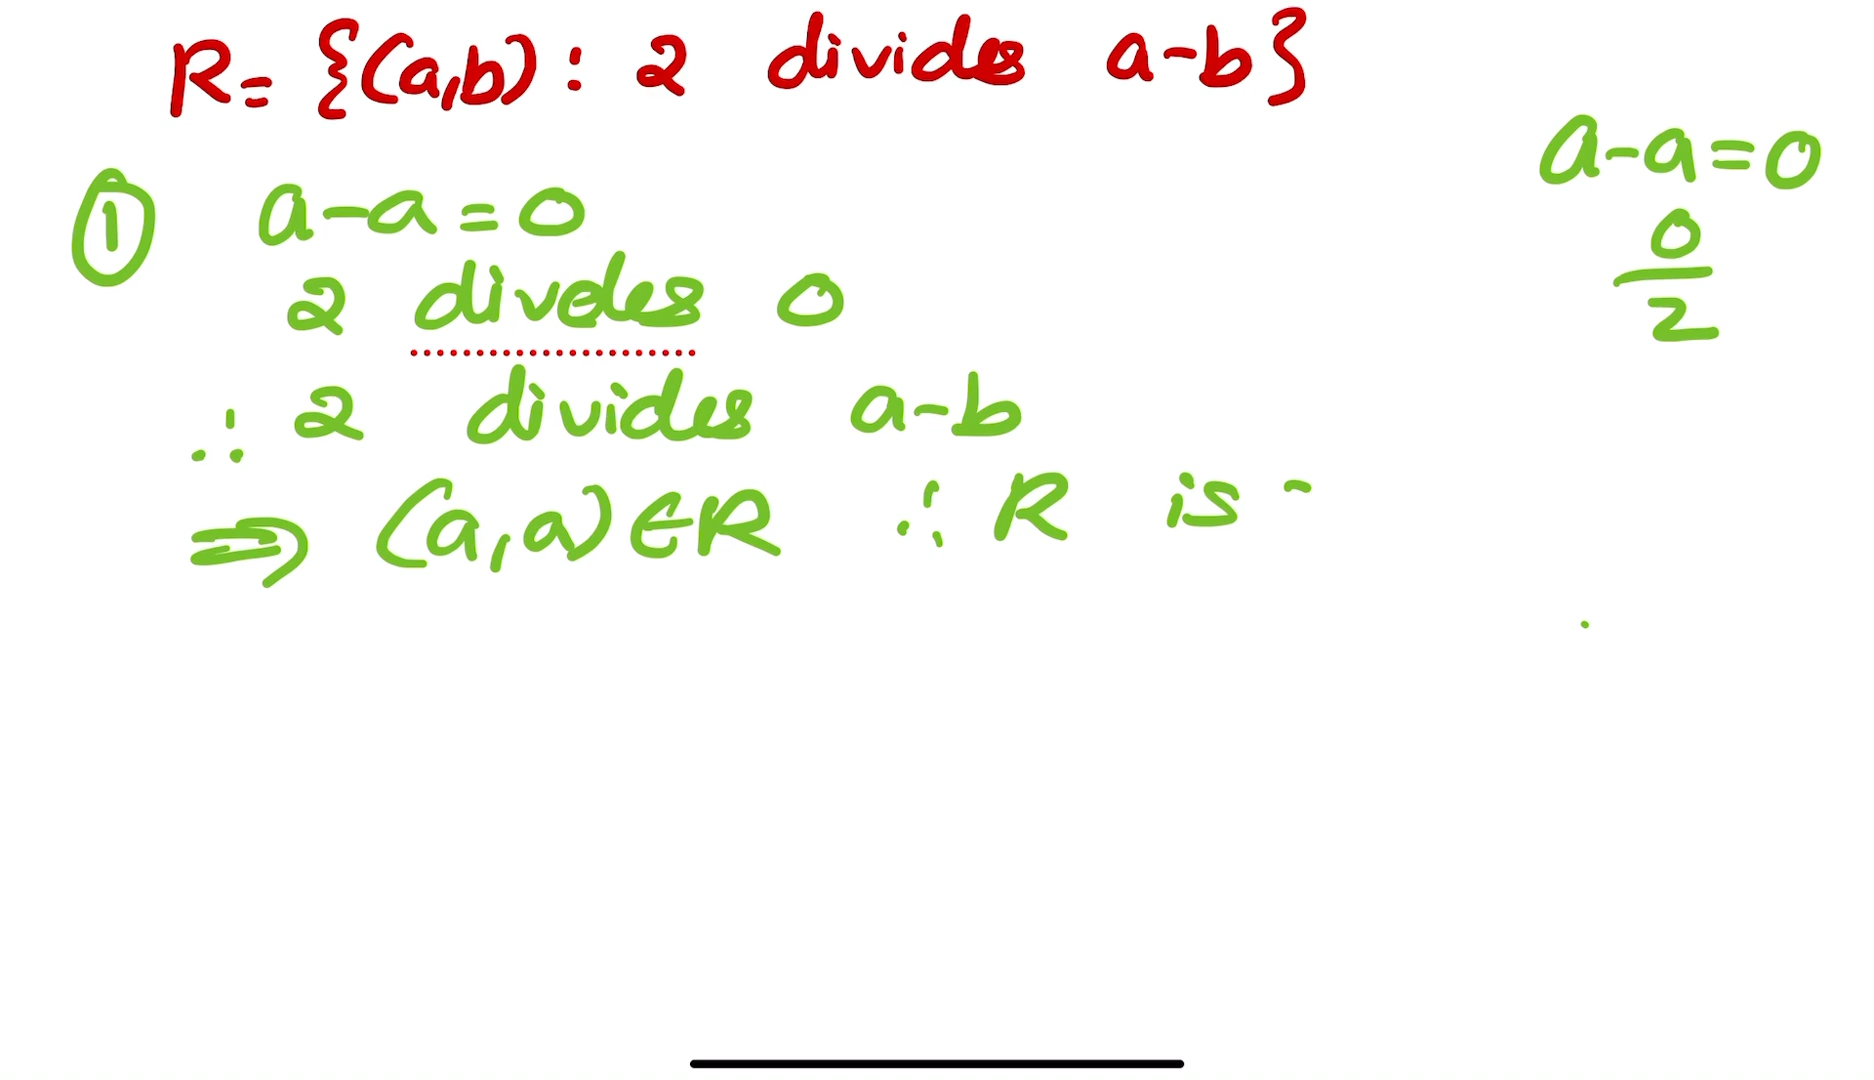 R= {(a,b) : 2 divides a-b}
① a-a=0
2 divedes 0
∴ 2 divides a-b
⇒ (a,a)∈R ∴ R is
a-a=0
0
2